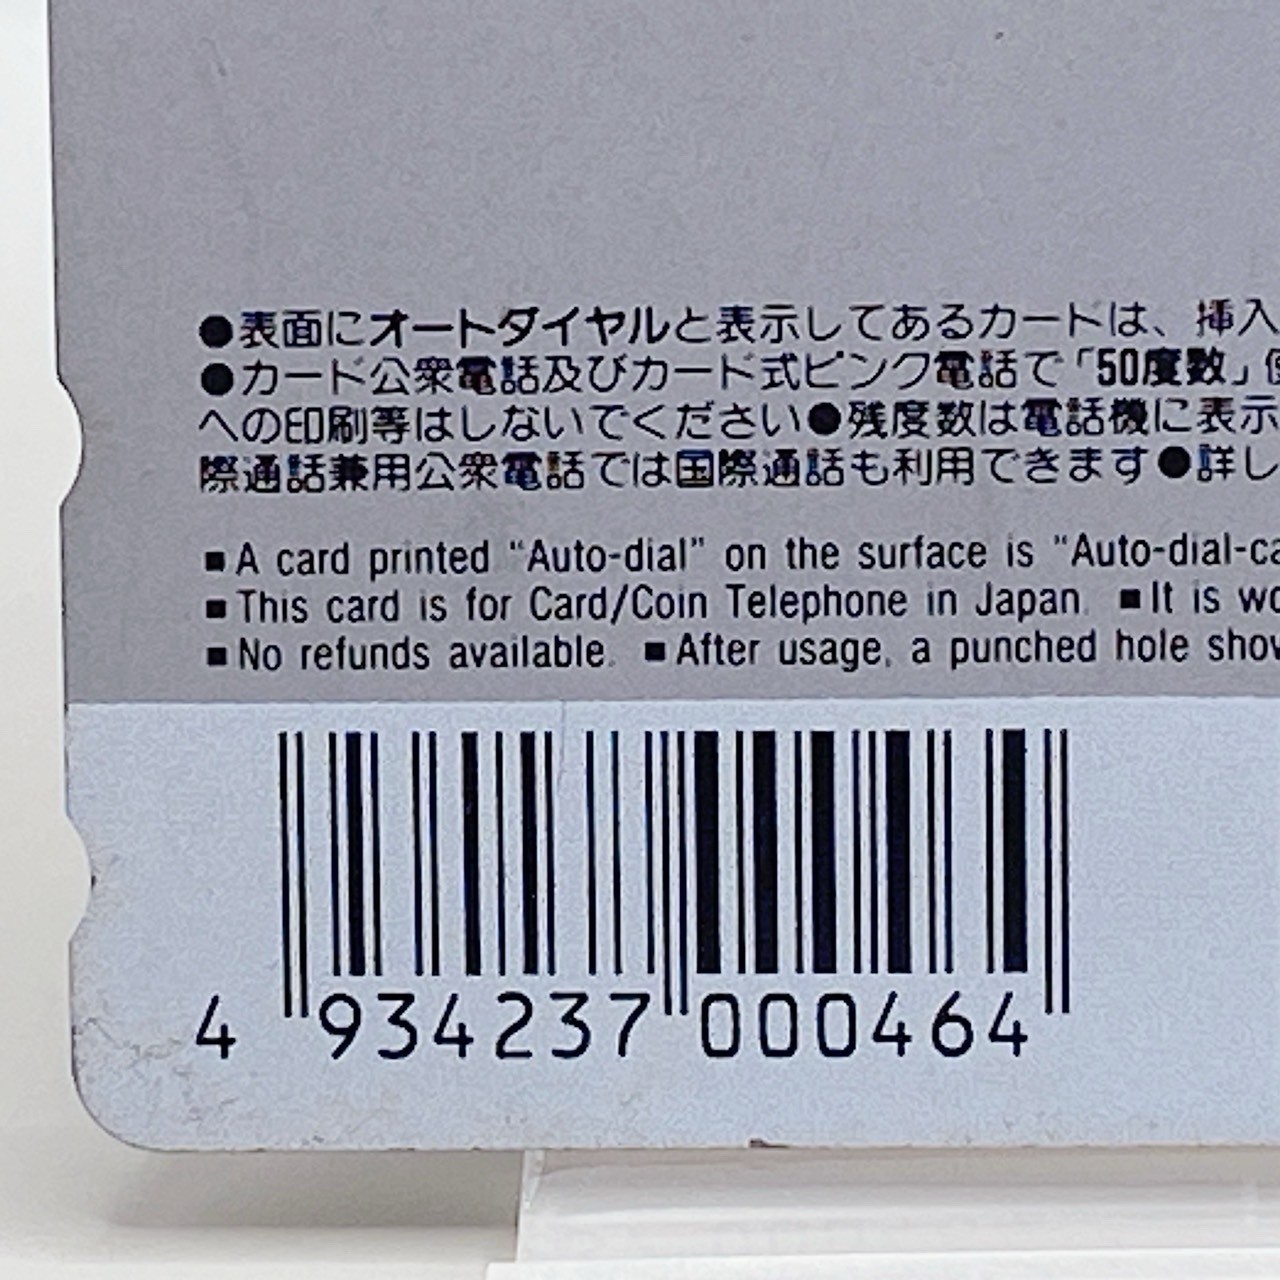 ●表面にオートダイヤルと表示してあるカードは、挿入
●カード公衆電話及びカード式ピンク電話で「50度数」
への印刷等はしないでください●残度数は電話機に表示
際通話兼用公衆電話では国際通話も利用できます●詳し
■A card printed “Auto-dial” on the surface is “Auto-dial-ca
■This card is for Card/Coin Telephone in Japan. ■It is wo
■No refunds available. ■After usage, a punched hole show
4 934237 000464